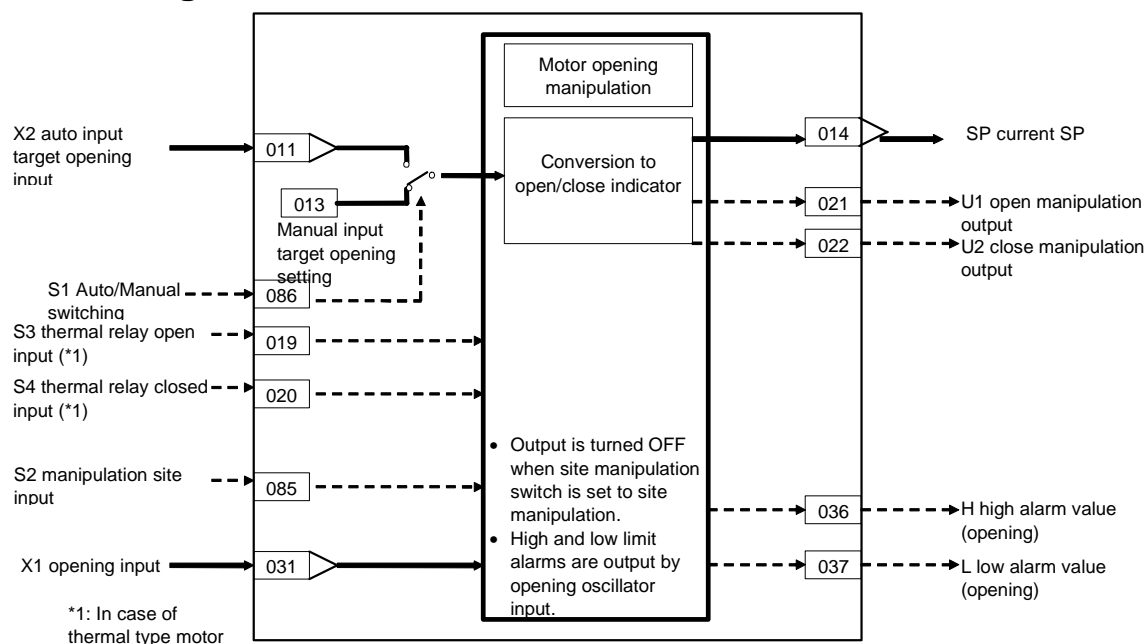 Motor opening
manipulation
X2 auto input
target opening
input
011
014
SP current SP
Conversion to
open/close indicator
013
Manual input
target opening
setting
021
U1 open manipulation
output
022
U2 close manipulation
output
S1 Auto/Manual
switching
086
S3 thermal relay open
input (*1)
019
S4 thermal relay closed
input (*1)
020
S2 manipulation site
input
085
• Output is turned OFF
when site manipulation
switch is set to site
manipulation.
• High and low limit
alarms are output by
opening oscillator
input.
036
H high alarm value
(opening)
X1 opening input
031
037
L low alarm value
(opening)
*1: In case of
thermal type motor